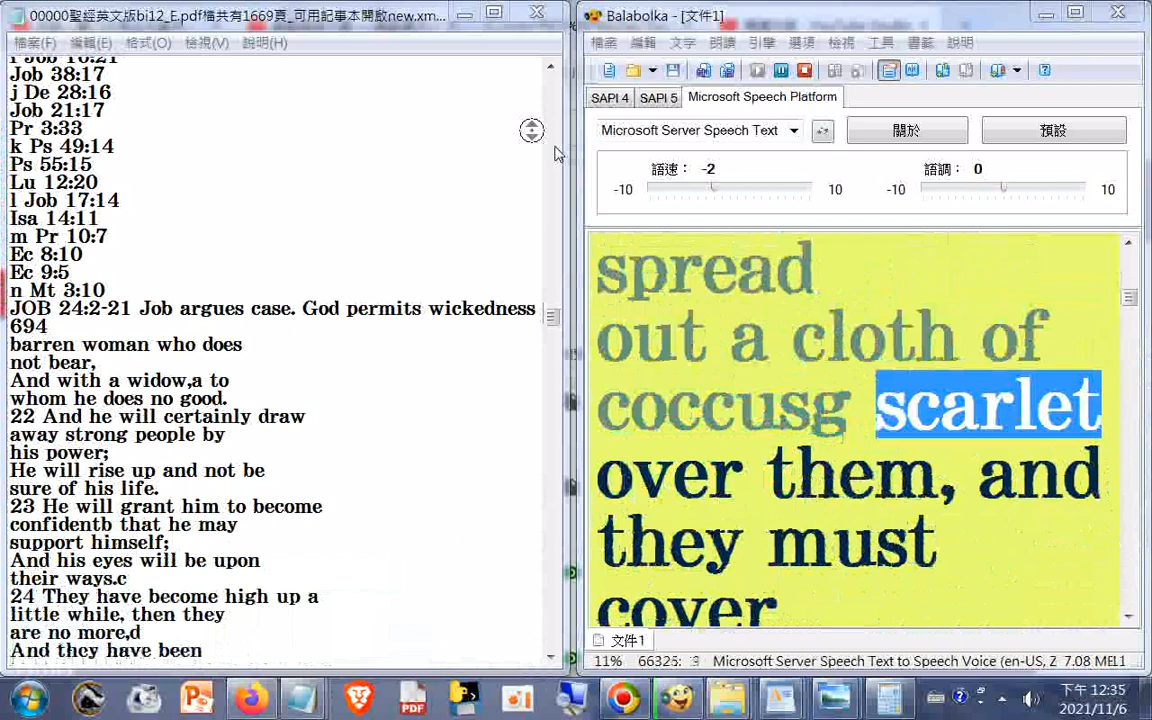 00000聖經英文版bi12_E.pdf檔共有1669頁_可用記事本開啟new.xm...
檔案(F) 編輯(E) 格式(O) 檢視(V) 說明(H)
Job 38:17
j De 28:16
Job 21:17
Pr 3:33
k Ps 49:14
Ps 55:15
Lu 12:20
l Job 17:14
Isa 14:11
m Pr 10:7
Ec 8:10
Ec 9:5
n Mt 3:10
JOB 24:2-21 Job argues case. God permits wickedness
694
barren woman who does
not bear,
And with a widow,a to
whom he does no good.
22 And he will certainly draw
away strong people by
his power;
He will rise up and not be
sure of his life.
23 He will grant him to become
confidentb that he may
support himself;
And his eyes will be upon
their ways.c
24 They have become high up a
little while, then they
are no more,d
And they have been
Balabolka - [文件1]
檔案 編輯 文字 朗讀 引擎 選項 檢視 工具 書籤 說明
SAPI 4 SAPI 5 Microsoft Speech Platform
Microsoft Server Speech Text 關於 預設
語速： -2 語調： 0
-10 10 -10 10
spread
out a cloth of
coccusg scarlet
over them, and
they must
cover
文件1
11% Microsoft Server Speech Text to Speech Voice (en-US, Z 7.08 ME
PDF
下午 12:35
2021/11/6